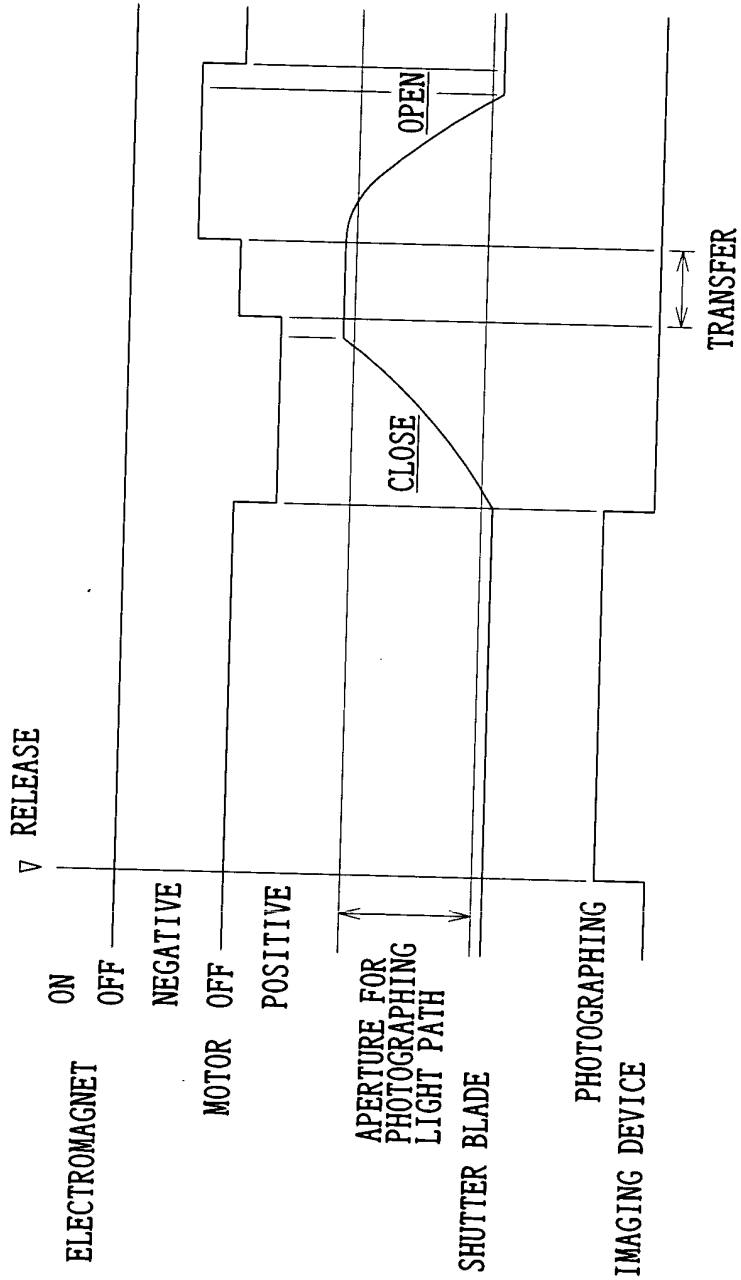 ▽ RELEASE
ELECTROMAGNET
ON
OFF
MOTOR
NEGATIVE
OFF
POSITIVE
APERTURE FOR
PHOTOGRAPHING
LIGHT PATH
SHUTTER BLADE
CLOSE
OPEN
PHOTOGRAPHING
IMAGING DEVICE
TRANSFER